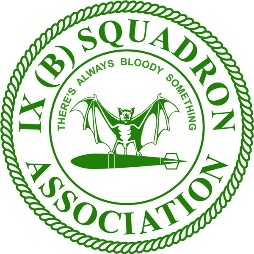 IX (B) SQUADRON
THERE'S ALWAYS BLOODY SOMETHING
ASSOCIATION